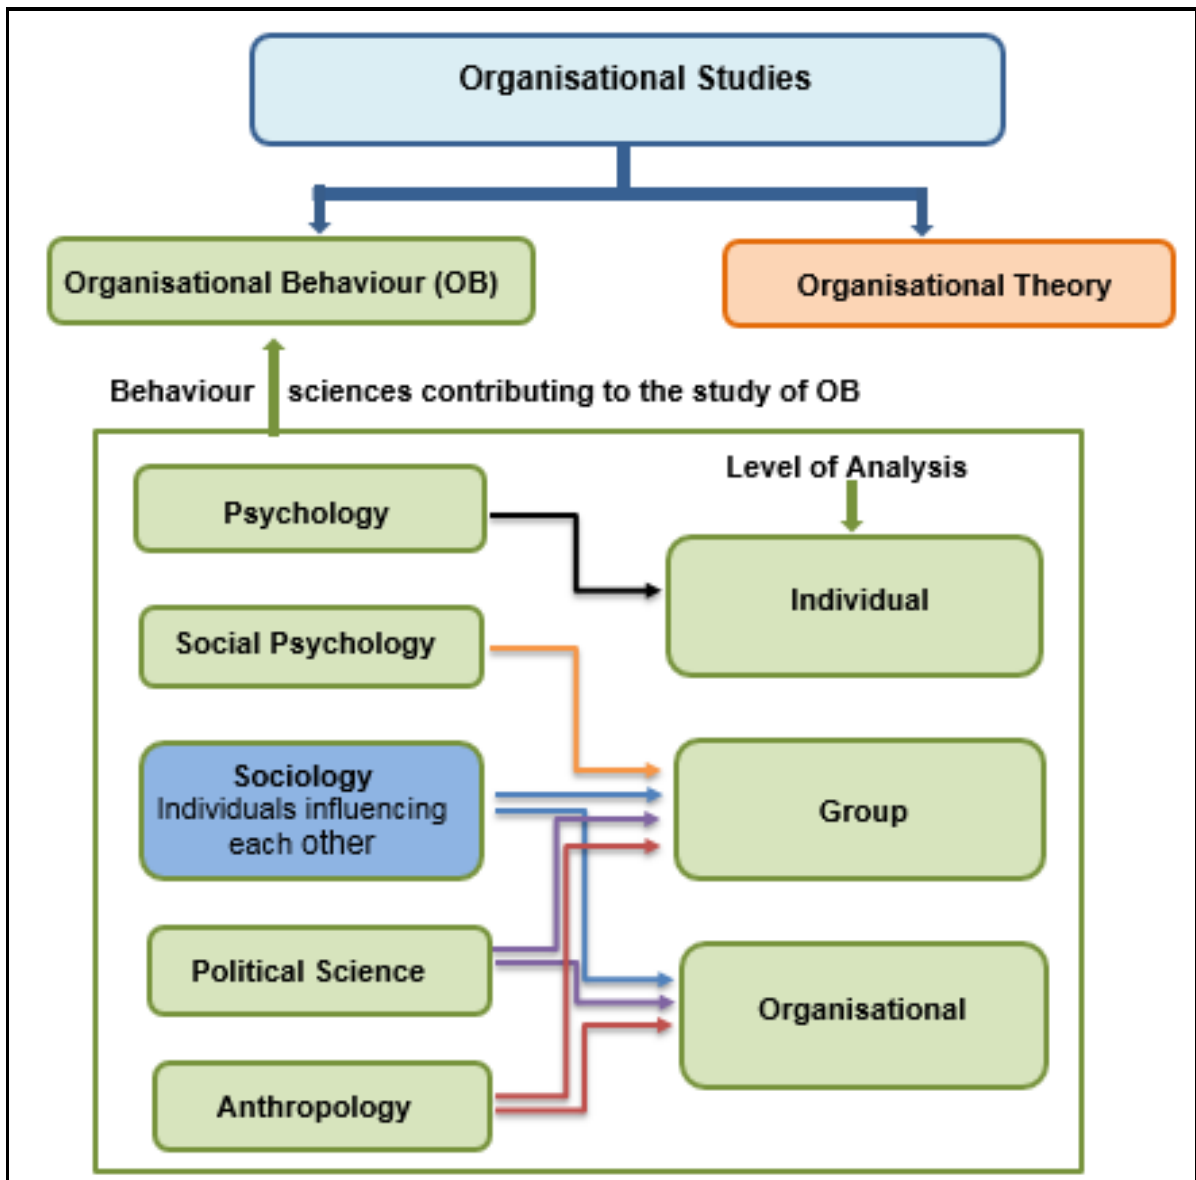 Organisational Studies
Organisational Behaviour (OB)
Organisational Theory
Behaviour sciences contributing to the study of OB
Level of Analysis
Psychology
Individual
Social Psychology
Sociology
Individuals influencing
each other
Group
Political Science
Organisational
Anthropology